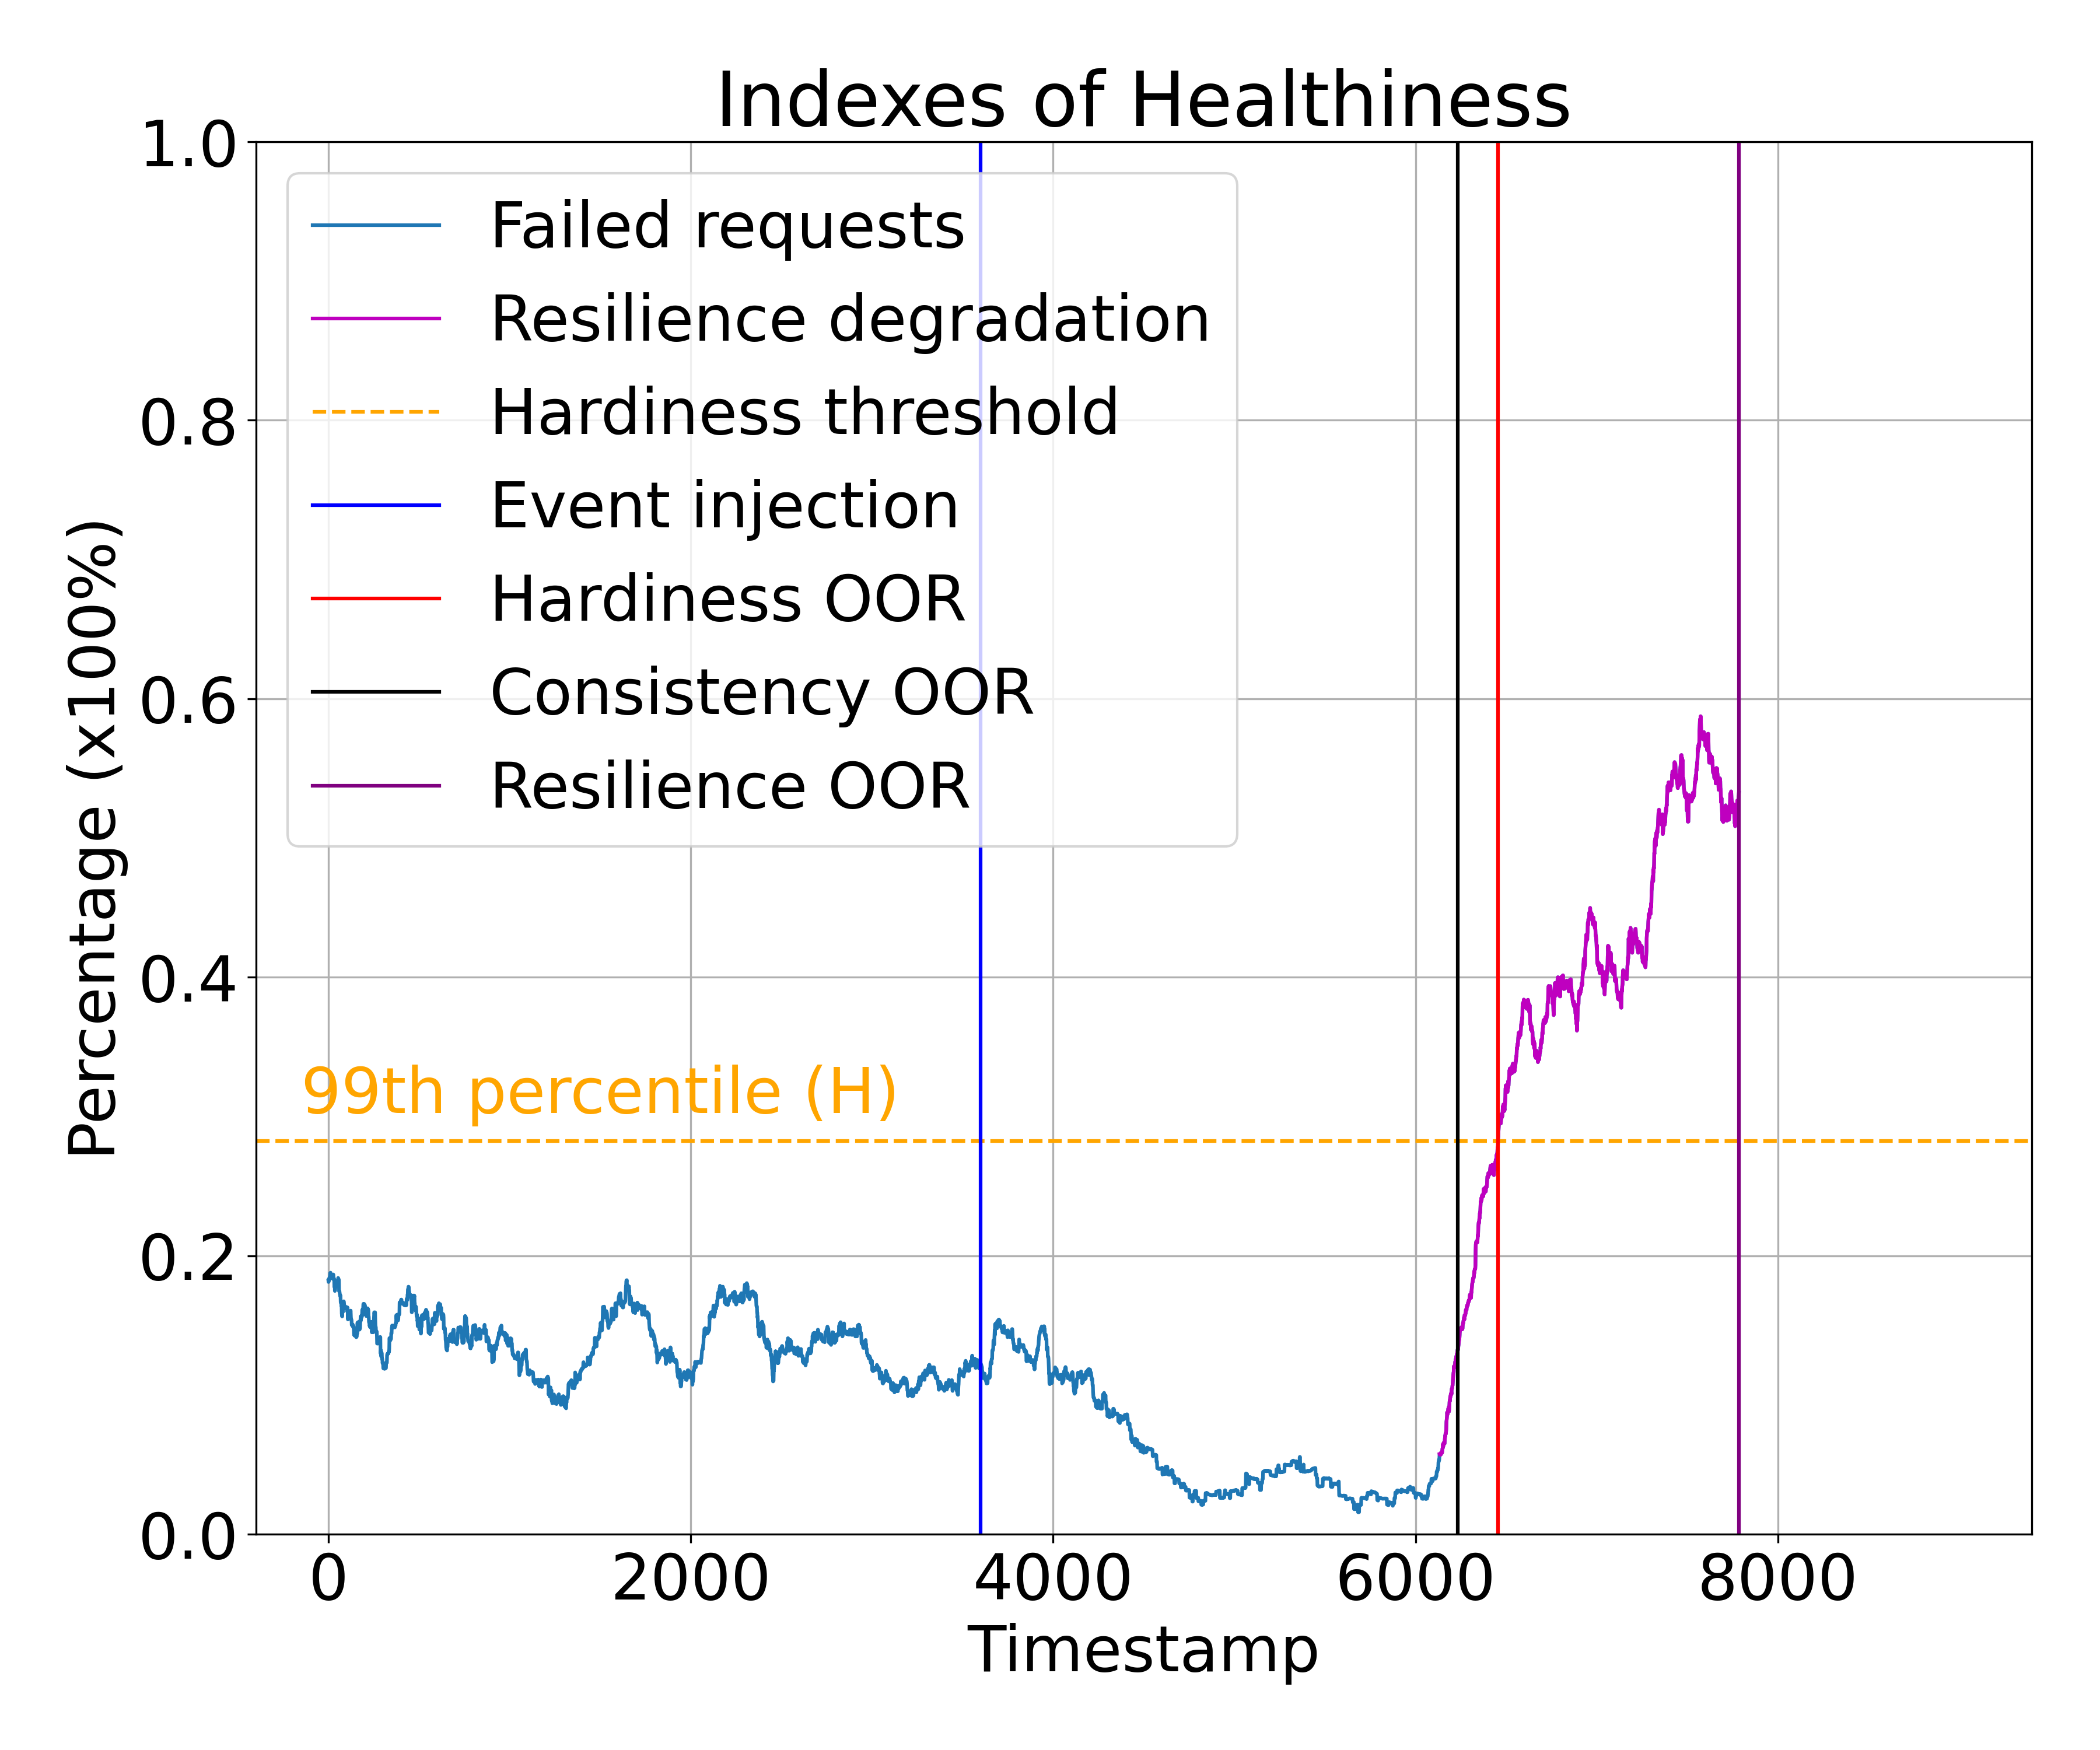 Indexes of Healthiness
1.0
0.8
0.6
0.4
0.2
0.0
Percentage (x100%)
Failed requests
Resilience degradation
Hardiness threshold
Event injection
Hardiness OOR
Consistency OOR
Resilience OOR
99th percentile (H)
0 2000 4000 6000 8000
Timestamp